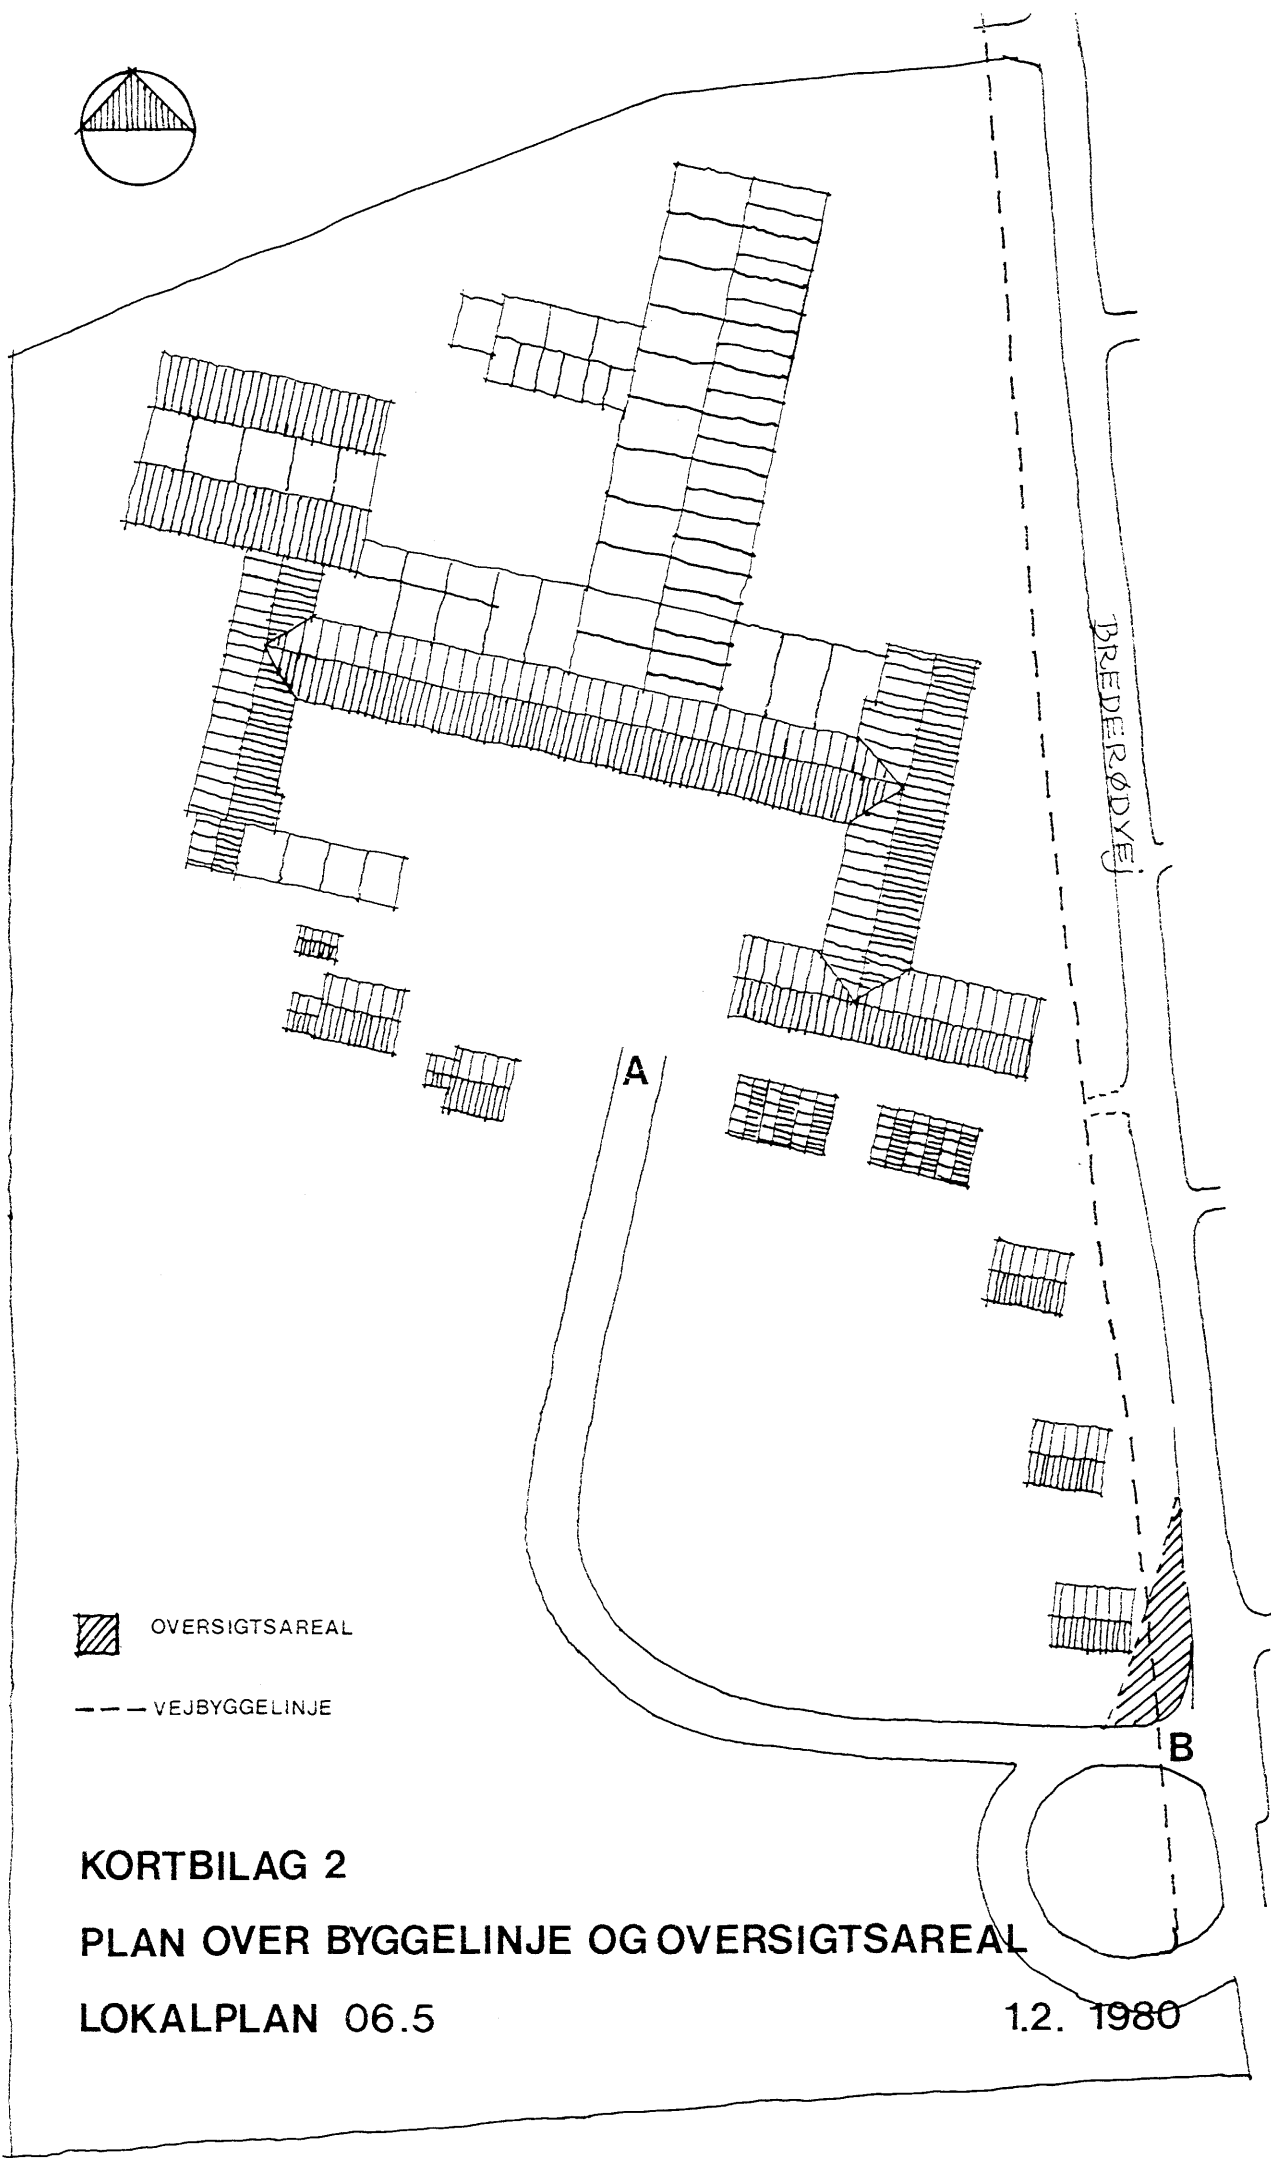 BREDERØDVEJ
A
OVERSIGTSAREAL
VEJBYGGELINJE
B
KORTBILAG 2
PLAN OVER BYGGELINJE OG OVERSIGTSAREAL
LOKALPLAN 06.5
1.2. 1980